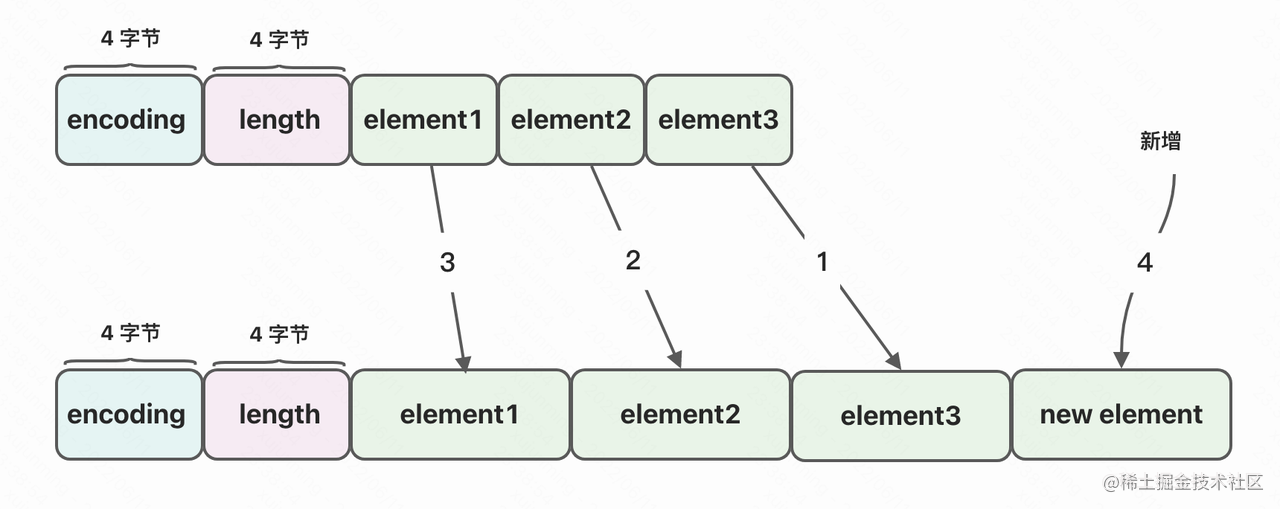 4 字节 4 字节
encoding length element1 element2 element3
新增
3 2 1 4
4 字节 4 字节
encoding length element1 element2 element3 new element
@稀土掘金技术社区